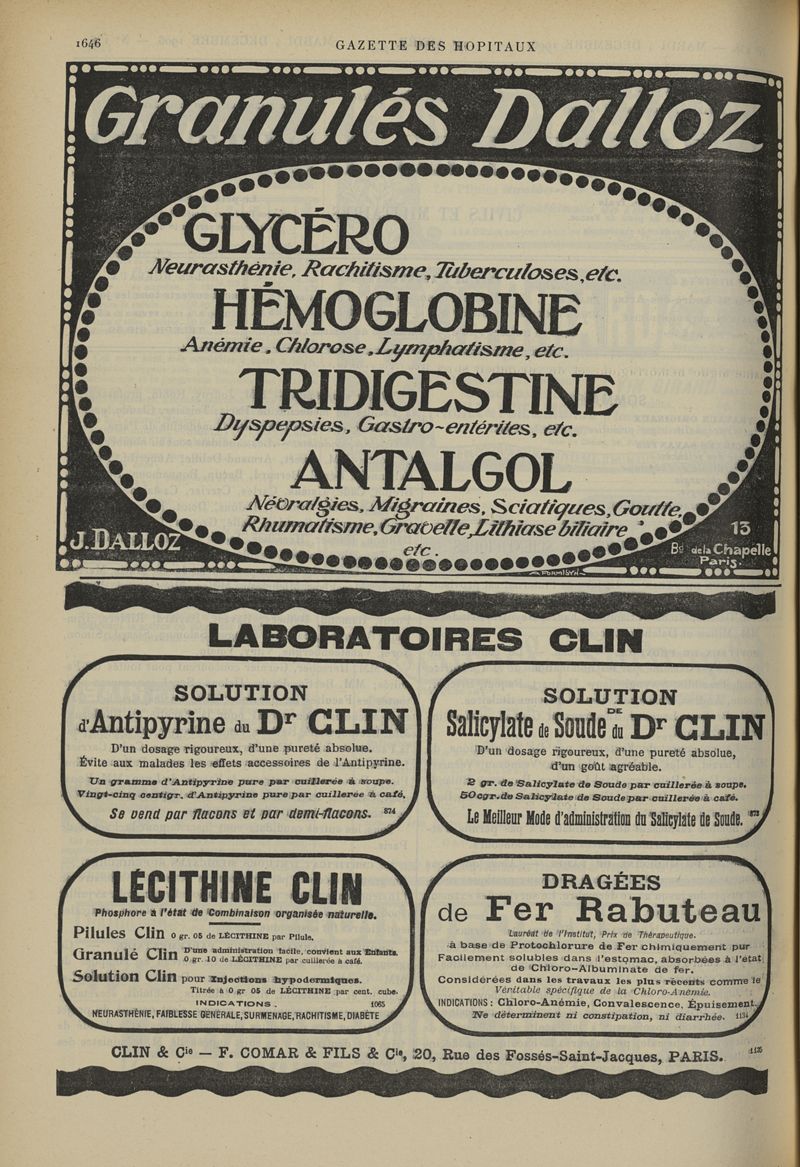 1646
GAZETTE DES HOPITAUX
Granulés Dalloz
GLYCÉRO
Neurasthénie, Rachitisme, Tuberculoses, etc.
HÉMOGLOBINE
Anémie, Chlorose, Lymphatisme, etc.
TRIDIGESTINE
Dyspepsies, Gastro-entérites, etc.
ANTALGOL
Névralgies, Migraines, Sciatiques, Goutte,
Rhumatisme, Gravelle, Lithiase biliaire
etc.
J. DALLOZ
13
Bd de la Chapelle
Paris.
LABORATOIRES CLIN
SOLUTION
d'Antipyrine du Dr CLIN
D'un dosage rigoureux, d'une pureté absolue.
Évite aux malades les effets accessoires de l'Antipyrine.
Un gramme d'Antipyrine pure par cuillerée à soupe.
Vingt-cinq centigr. d'Antipyrine pure par cuillerée à café.
Se vend par flacons et par demi-flacons. 874
SOLUTION
DE
Salicylate de Soude du Dr CLIN
D'un dosage rigoureux, d'une pureté absolue,
d'un goût agréable.
2 gr. de Salicylate de Soude par cuillerée à soupe.
50 cgr. de Salicylate de Soude par cuillerée à café.
Le Meilleur Mode d'administration du Salicylate de Soude. 873
LÉCITHINE CLIN
Phosphore à l'état de Combinaison organisée naturelle.
Pilules Clin 0 gr. 05 de LÉCITHINE par Pilule.
Granulé Clin D'une administration facile, convient aux Enfants.
0 gr. 10 de LÉCITHINE par cuillerée à café.
Solution Clin pour Injections hypodermiques.
Titrée à 0 gr 05 de LÉCITHINE par cent. cube.
INDICATIONS. 1065
NEURASTHÉNIE, FAIBLESSE GÉNÉRALE, SURMENAGE, RACHITISME, DIABÈTE
DRAGÉES
de Fer Rabuteau
Lauréat de l'Institut, Prix de Thérapeutique.
à base de Protochlorure de Fer chimiquement pur
Facilement solubles dans l'estomac, absorbées à l'état
de Chloro-Albuminate de fer.
Considérées dans les travaux les plus récents comme le
Véritable spécifique de la Chloro-Anémie.
INDICATIONS : Chloro-Anémie, Convalescence, Épuisement.
Ne déterminent ni constipation, ni diarrhée. 1134
CLIN & Cie — F. COMAR & FILS & Cie, 20, Rue des Fossés-Saint-Jacques, PARIS. 1135